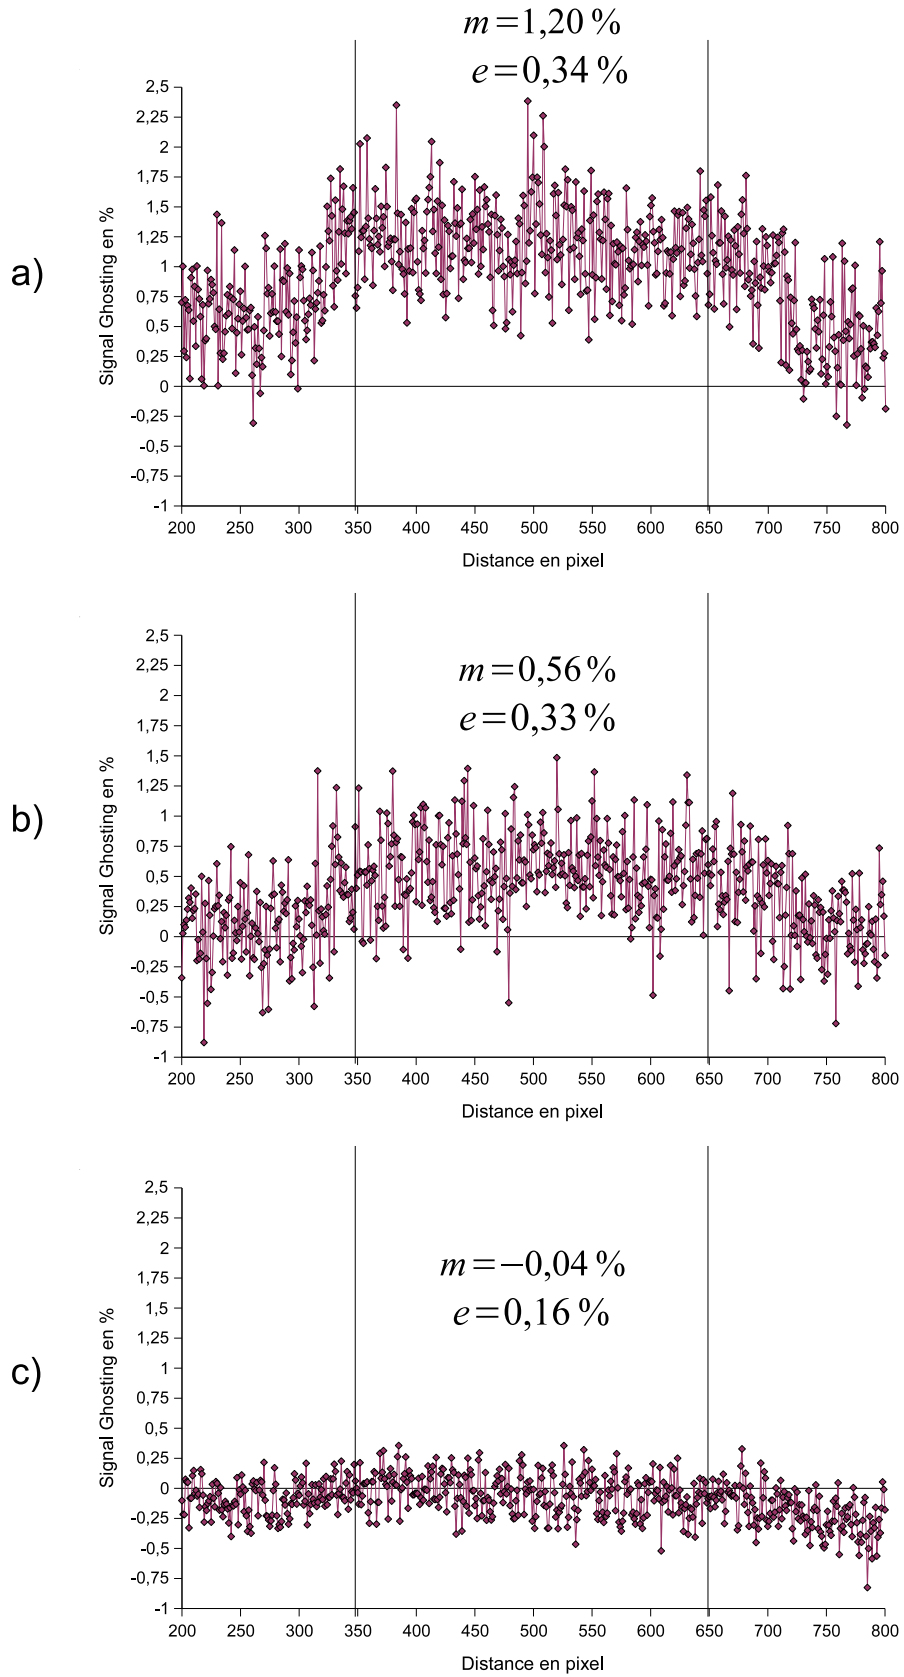 m=1,20 %
e=0,34 %
a)
Signal Ghosting en %
2,5
2,25
2
1,75
1,5
1,25
1
0,75
0,5
0,25
0
-0,25
-0,5
-0,75
-1
200 250 300 350 400 450 500 550 600 650 700 750 800
Distance en pixel
m=0,56 %
e=0,33 %
b)
Signal Ghosting en %
2,5
2,25
2
1,75
1,5
1,25
1
0,75
0,5
0,25
0
-0,25
-0,5
-0,75
-1
200 250 300 350 400 450 500 550 600 650 700 750 800
Distance en pixel
m=−0,04 %
e=0,16 %
c)
Signal Ghosting en %
2,5
2,25
2
1,75
1,5
1,25
1
0,75
0,5
0,25
0
-0,25
-0,5
-0,75
-1
200 250 300 350 400 450 500 550 600 650 700 750 800
Distance en pixel